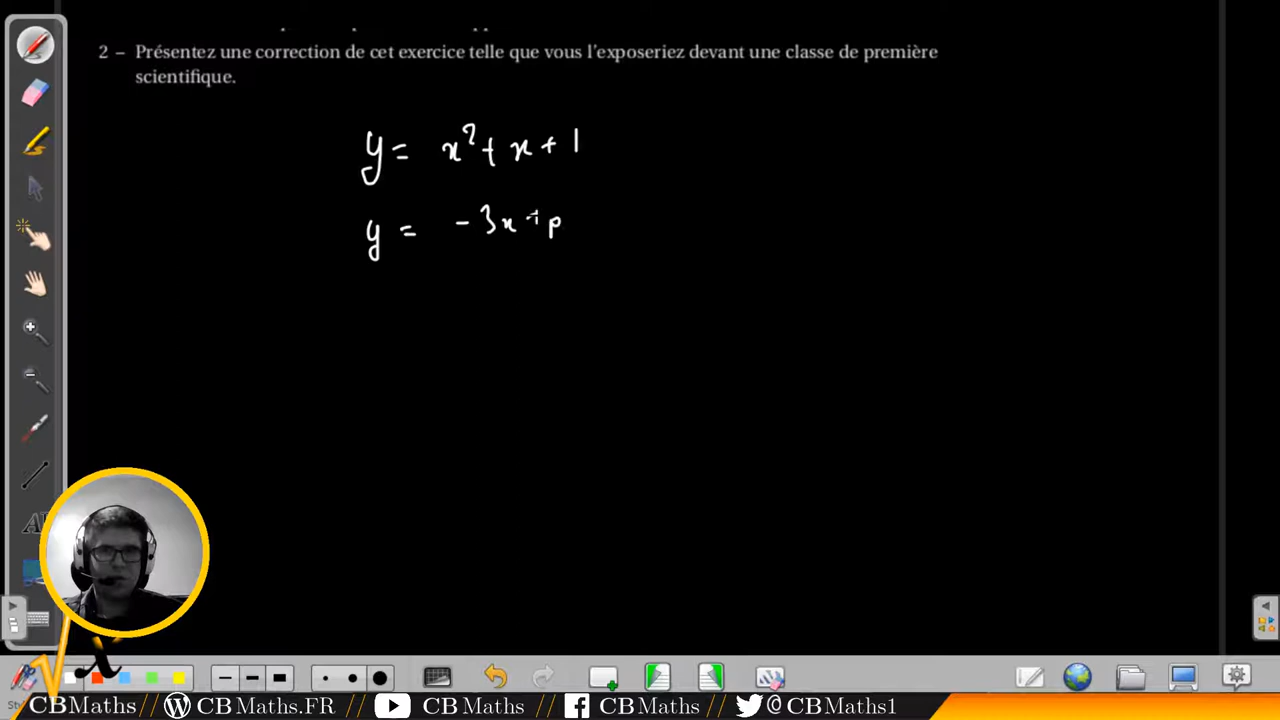 2 – Présentez une correction de cet exercice telle que vous l'exposeriez devant une classe de première
scientifique.
y = x² + x + 1
y = -3x + p
CBMaths // CBMaths.FR // CBMaths // CBMaths // @CBMaths1